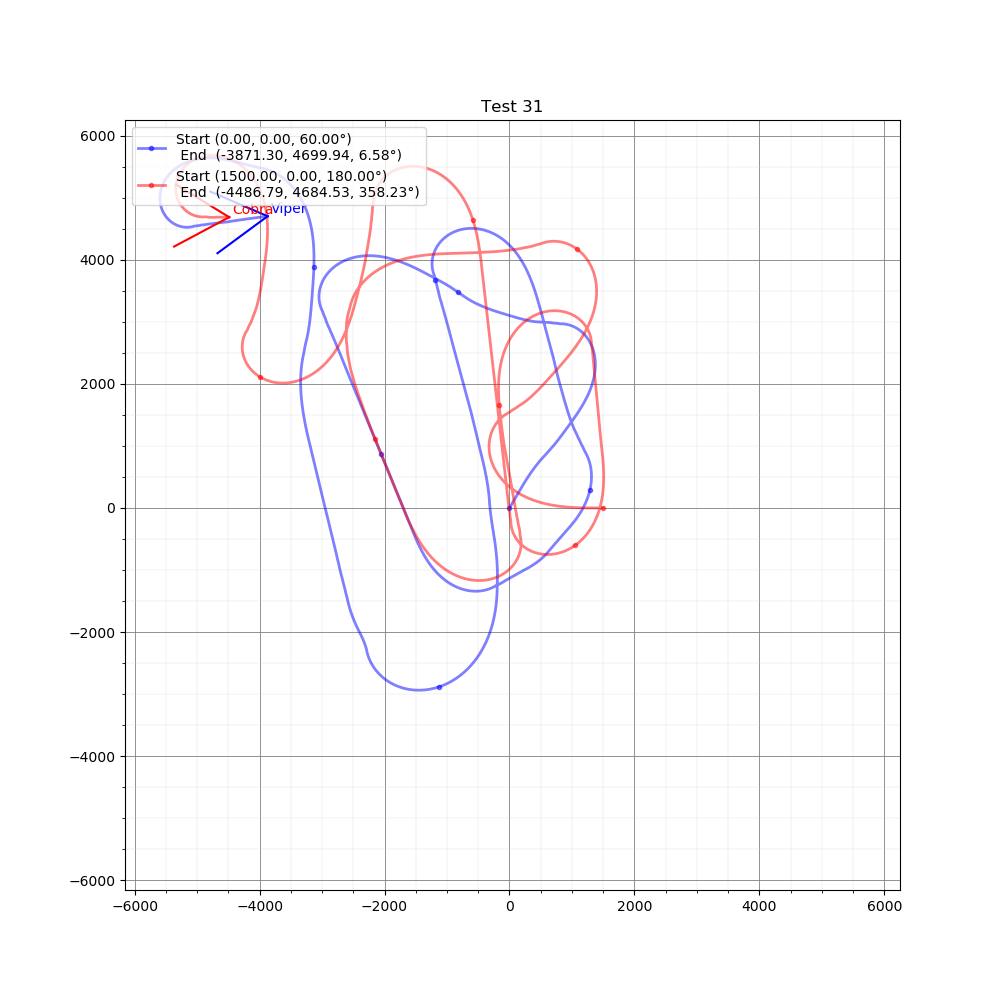 Test 31
Start (0.00, 0.00, 60.00°)
End (-3871.30, 4699.94, 6.58°)
Start (1500.00, 0.00, 180.00°)
End (-4486.79, 4684.53, 358.23°)
Cobra
Viper
6000
4000
2000
0
−2000
−4000
−6000
−6000 −4000 −2000 0 2000 4000 6000